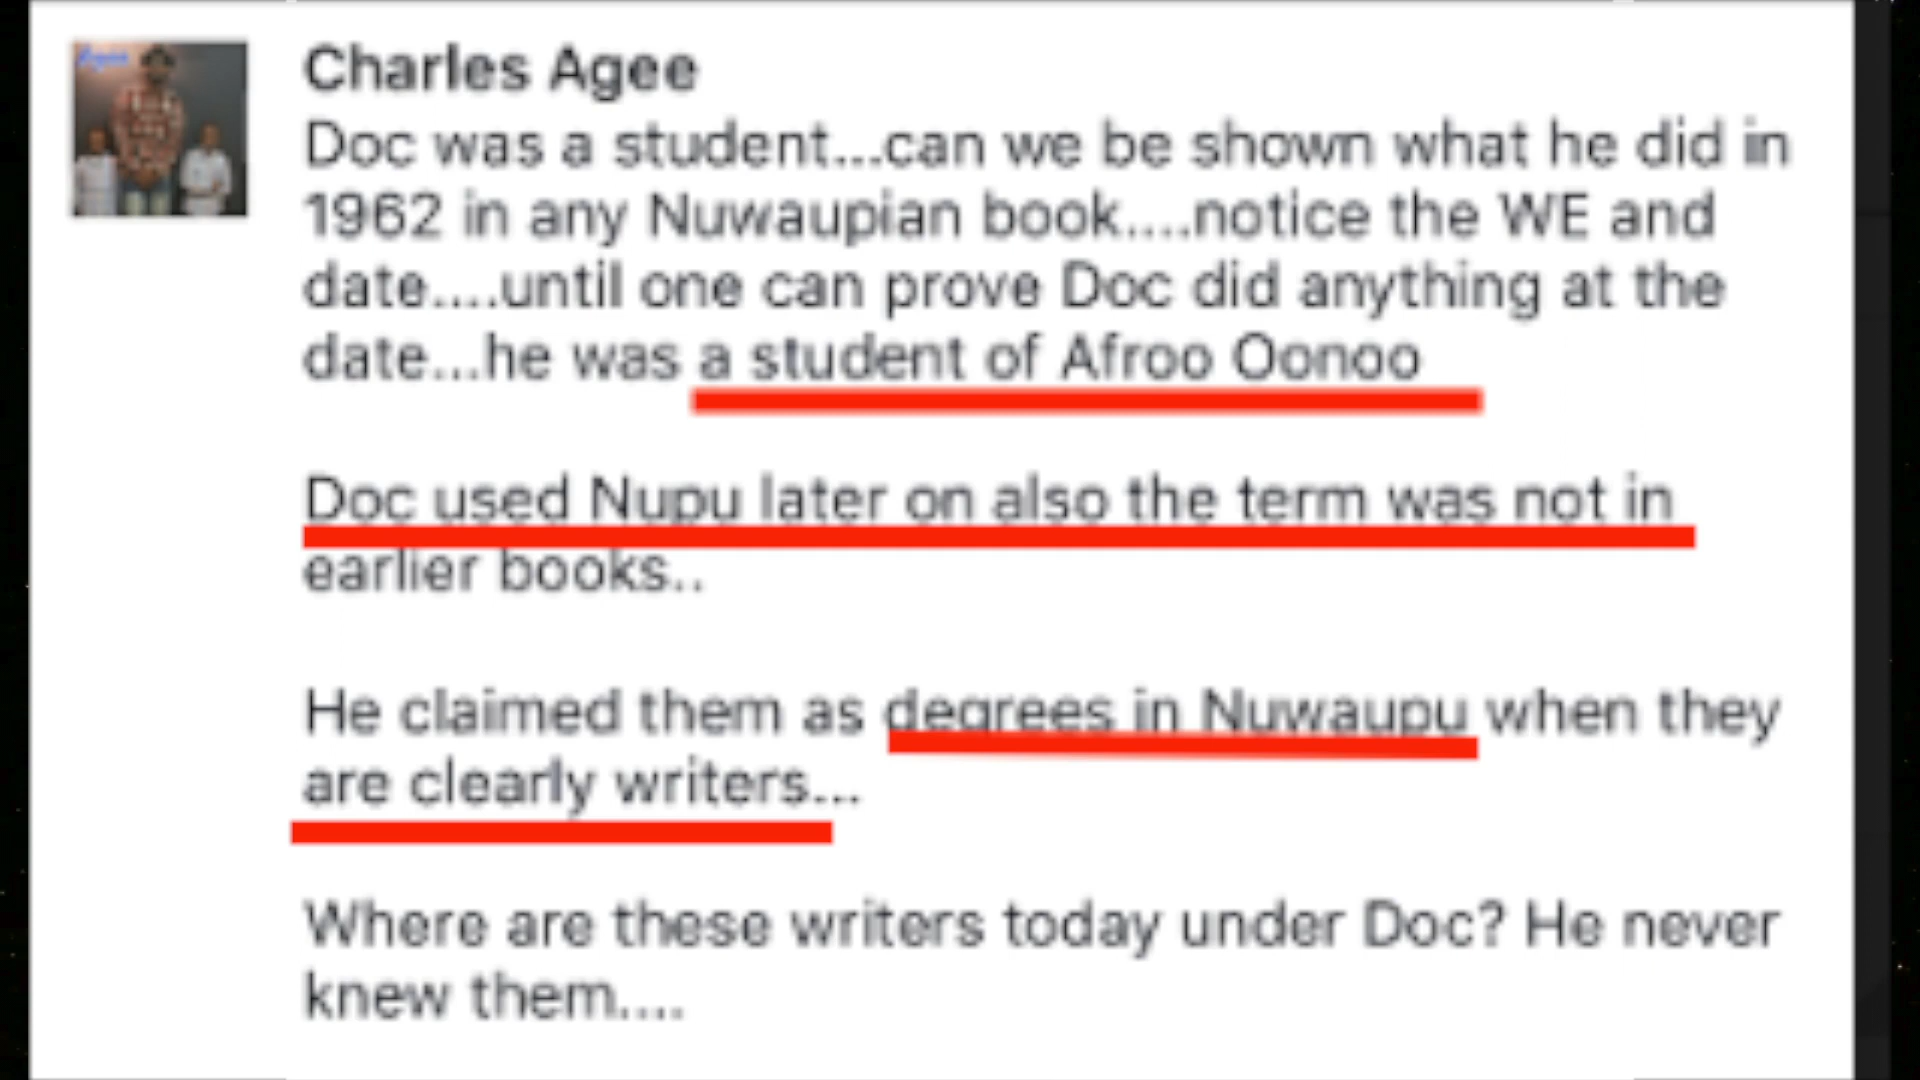 Charles Agee
Doc was a student...can we be shown what he did in
1962 in any Nuwaupian book....notice the WE and
date....until one can prove Doc did anything at the
date...he was a student of Afroo Oonoo
Doc used Nupu later on also the term was not in
earlier books..
He claimed them as degrees in Nuwaupu when they
are clearly writers...
Where are these writers today under Doc? He never
knew them....